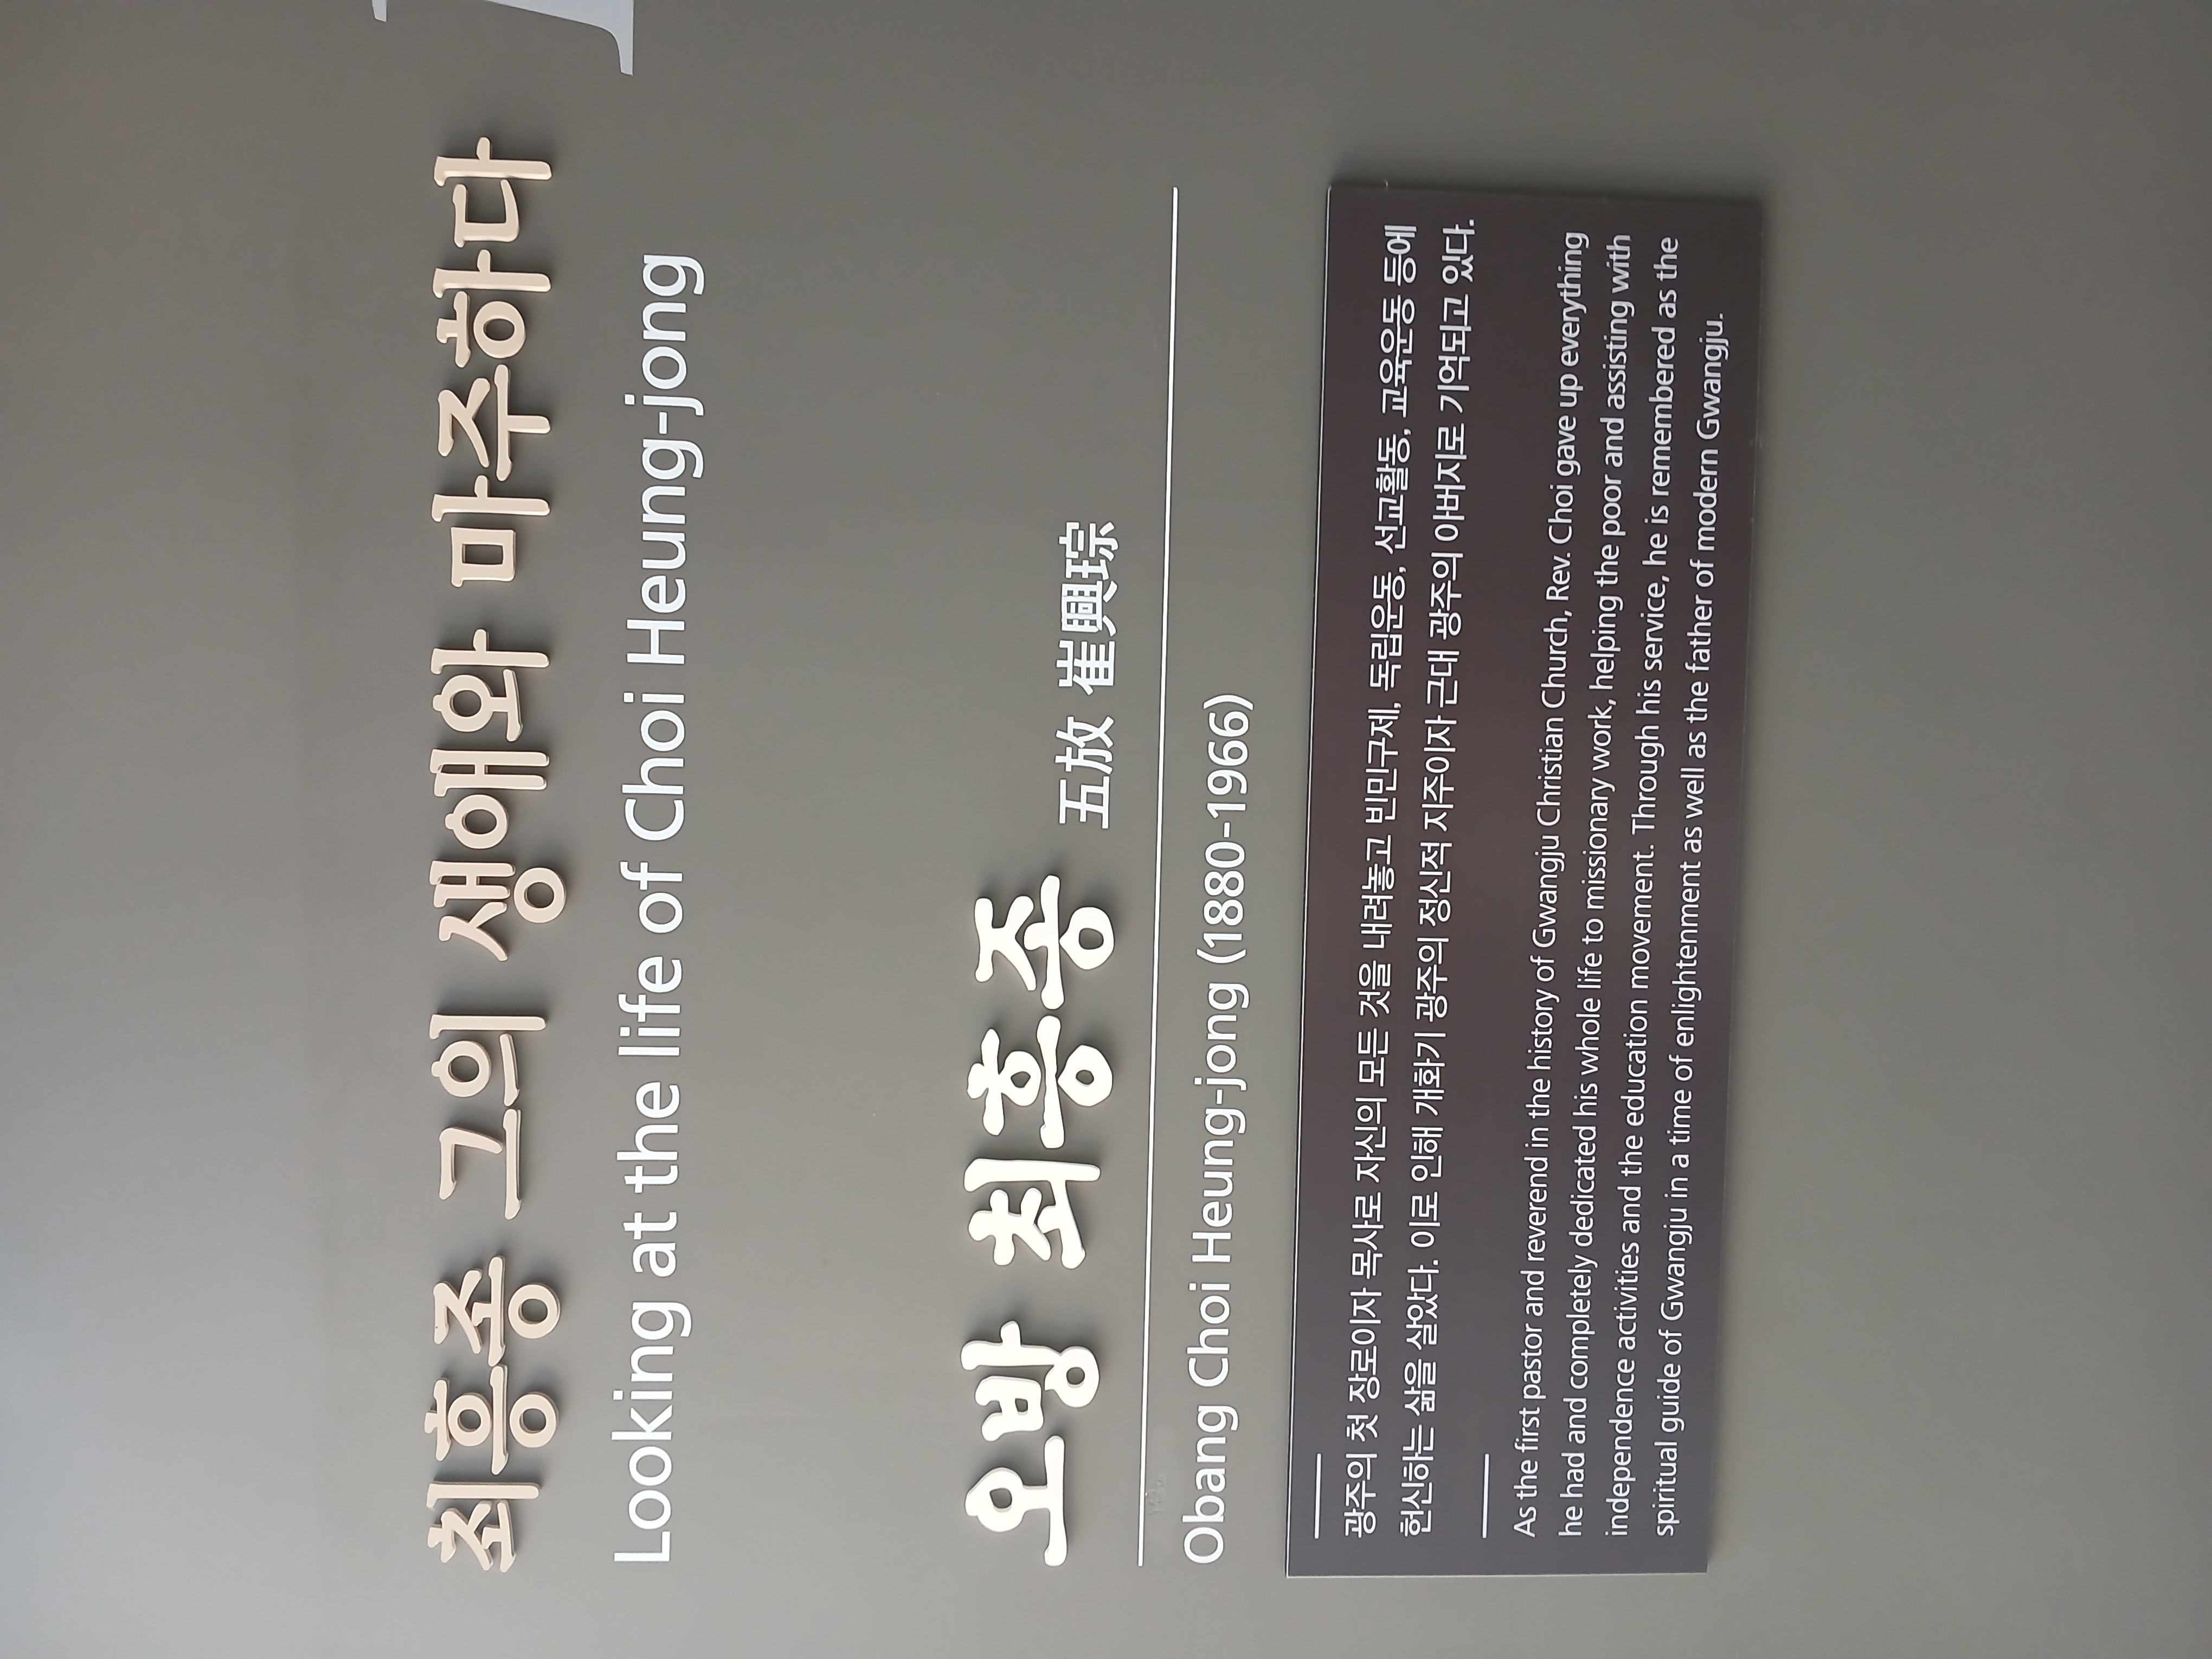 최흥종 그의 생애와 마주하다
Looking at the life of Choi Heung-jong
오방 최흥종 五放 崔興琮
Obang Choi Heung-jong (1880-1966)
광주의 첫 장로이자 목사로 자신의 모든 것을 내려놓고 빈민구제, 독립운동, 선교활동, 교육운동 등에
헌신하는 삶을 살았다. 이로 인해 개화기 광주의 정신적 지주이자 근대 광주의 아버지로 기억되고 있다.
As the first pastor and reverend in the history of Gwangju Christian Church, Rev. Choi gave up everything
he had and completely dedicated his whole life to missionary work, helping the poor and assisting with
independence activities and the education movement. Through his service, he is remembered as the
spiritual guide of Gwangju in a time of enlightenment as well as the father of modern Gwangju.